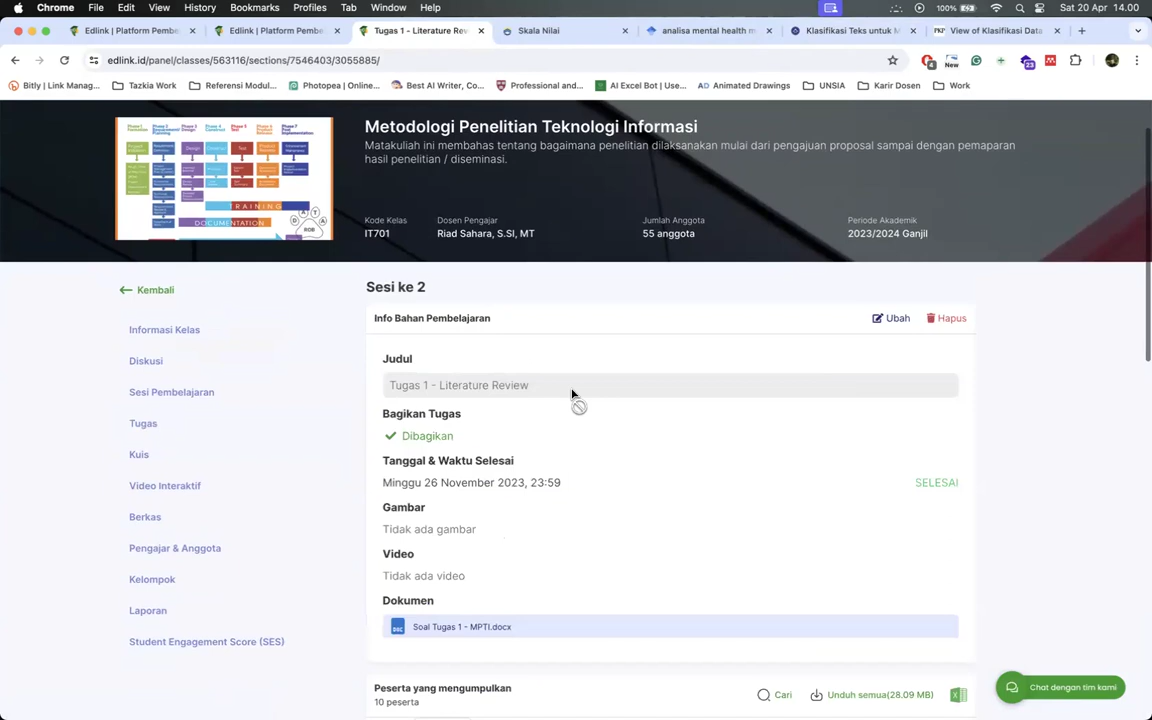 Chrome File Edit View History Bookmarks Profiles Tab Window Help 100% Sat 20 Apr 14.00
Edlink | Platform Pembe
Edlink | Platform Pembe
Tugas 1 - Literature Rev
Skala Nilai
analisa mental health m
Klasifikasi Teks untuk M
View of Klasifikasi Data
edlink.id/panel/classes/563116/sections/7546403/3055885/
Bitly | Link Manag...
Tazkia Work
Referensi Modul...
Photopea | Online...
Best AI Writer, Co...
Professional and...
AI Excel Bot | Use...
Animated Drawings
UNSIA
Karir Dosen
Work
New
23
TRAINING
DOCUMENTATION
DATA
ROB
Metodologi Penelitian Teknologi Informasi
Matakuliah ini membahas tentang bagaimana penelitian dilaksanakan mulai dari pengajuan proposal sampai dengan pemaparan
hasil penelitian / diseminasi.
Kode Kelas
IT701
Dosen Pengajar
Riad Sahara, S.SI, MT
Jumlah Anggota
55 anggota
Periode Akademik
2023/2024 Ganjil
Kembali
Informasi Kelas
Diskusi
Sesi Pembelajaran
Tugas
Kuis
Video Interaktif
Berkas
Pengajar & Anggota
Kelompok
Laporan
Student Engagement Score (SES)
Sesi ke 2
Info Bahan Pembelajaran
Ubah
Hapus
Judul
Tugas 1 - Literature Review
Bagikan Tugas
Dibagikan
Tanggal & Waktu Selesai
Minggu 26 November 2023, 23:59
SELESAI
Gambar
Tidak ada gambar
Video
Tidak ada video
Dokumen
DOC
Soal Tugas 1 - MPTI.docx
Peserta yang mengumpulkan
10 peserta
Cari
Unduh semua(28.09 MB)
Chat dengan tim kami